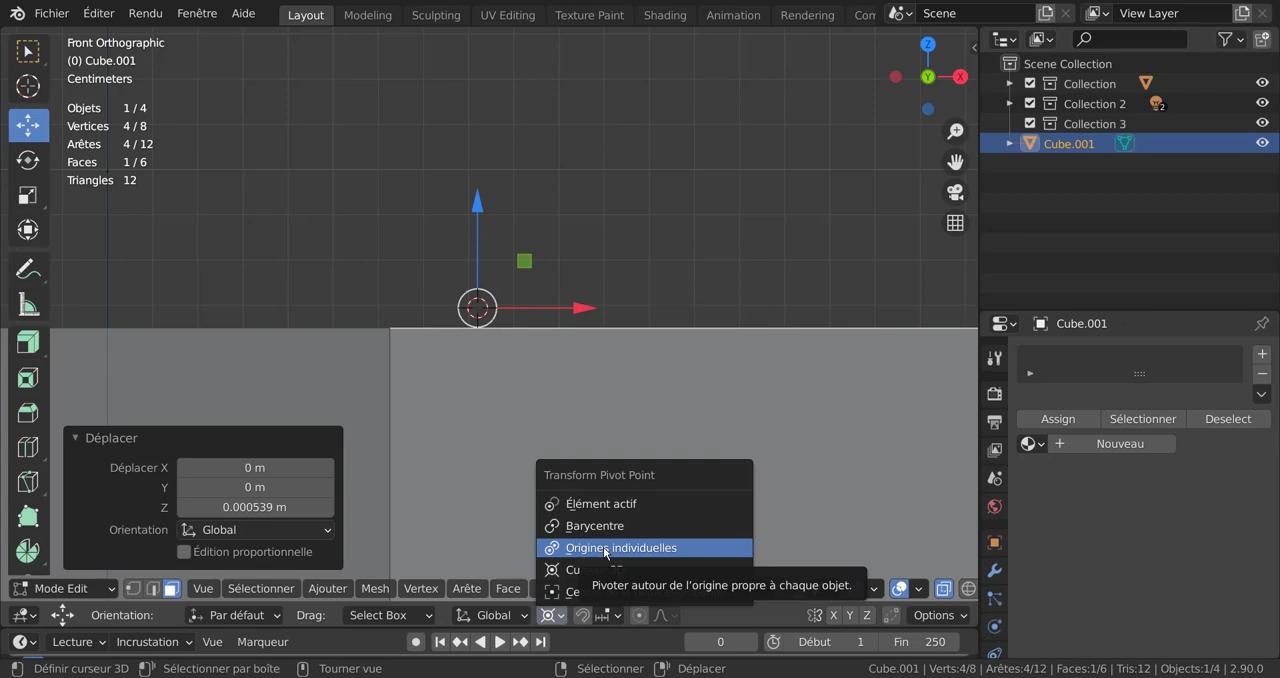 Fichier Éditer Rendu Fenêtre Aide Layout Modeling Sculpting UV Editing Texture Paint Shading Animation Rendering Com Scene View Layer
Front Orthographic
(0) Cube.001
Centimeters
Objets 1 / 4
Vertices 4 / 8
Arêtes 4 / 12
Faces 1 / 6
Triangles 12
Z
X
Y
Scene Collection
Collection
Collection 2
2
Collection 3
Cube.001
Cube.001
Assign Sélectionner Deselect
Nouveau
Déplacer
Déplacer X 0 m
Y 0 m
Z 0.000539 m
Orientation Global
Édition proportionnelle
Transform Pivot Point
Élément actif
Barycentre
Origines individuelles
Cu
Ce
Pivoter autour de l'origine propre à chaque objet.
Mode Edit Vue Sélectionner Ajouter Mesh Vertex Arête Face
Orientation: Par défaut Drag: Select Box Global X Y Z Options
Lecture Incrustation Vue Marqueur 0 Début 1 Fin 250
Définir curseur 3D Sélectionner par boîte Tourner vue Sélectionner Déplacer Cube.001 | Verts:4/8 | Arêtes:4/12 | Faces:1/6 | Tris:12 | Objects:1/4 | 2.90.0